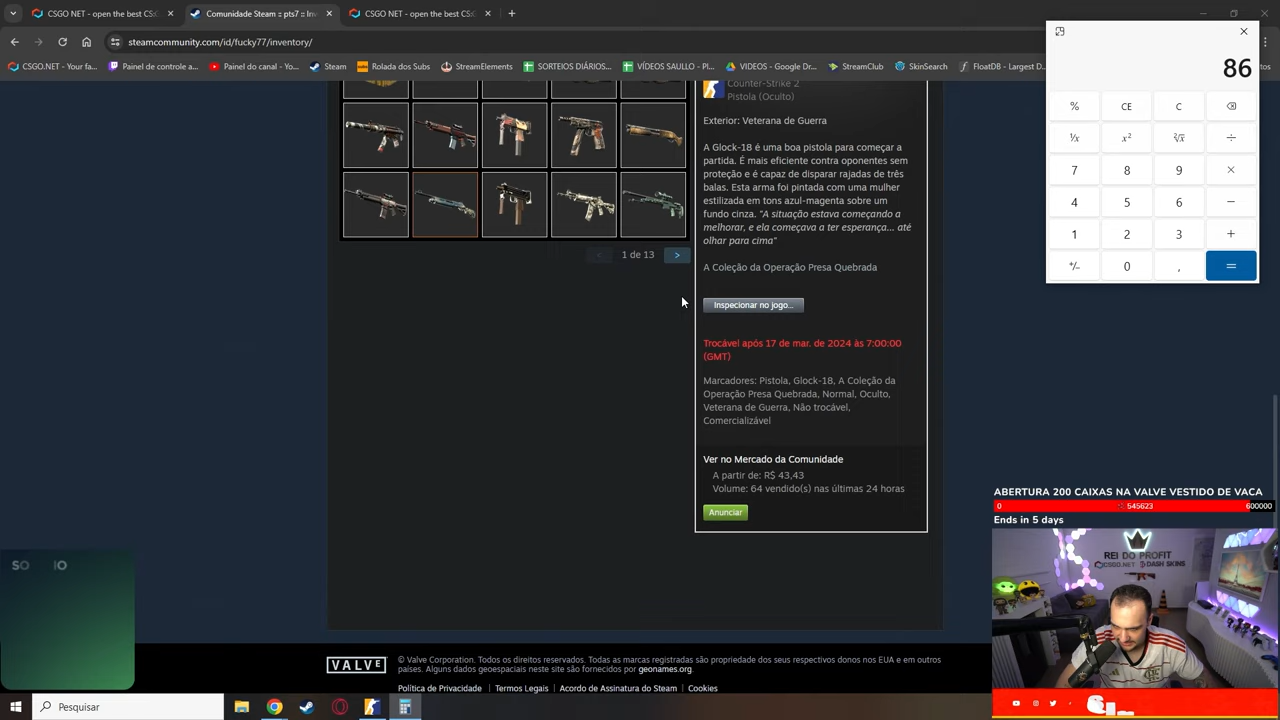 CSGO NET - open the best CS:
Comunidade Steam :: pts7 :: Inv
CSGO NET - open the best CS:
steamcommunity.com/id/fucky77/inventory/
CSGO.NET - Your fa...
Painel de controle a...
Painel do canal - Yo...
Steam
Rolada dos Subs
StreamElements
SORTEIOS DIÁRIOS...
VÍDEOS SAULLO - Pl...
VIDEOS - Google Dr...
StreamClub
SkinSearch
FloatDB - Largest D...
86
% CE C
¹/x x² ²√x ÷
7 8 9 ×
4 5 6 −
1 2 3 +
+/− 0 , =
Counter-Strike 2
Pistola (Oculto)
Exterior: Veterana de Guerra
A Glock-18 é uma boa pistola para começar a
partida. É mais eficiente contra oponentes sem
proteção e é capaz de disparar rajadas de três
balas. Esta arma foi pintada com uma mulher
estilizada em tons azul-magenta sobre um
fundo cinza. "A situação estava começando a
melhorar, e ela começava a ter esperança... até
olhar para cima"
A Coleção da Operação Presa Quebrada
< 1 de 13 >
Inspecionar no jogo...
Trocável após 17 de mar. de 2024 às 7:00:00
(GMT)
Marcadores: Pistola, Glock-18, A Coleção da
Operação Presa Quebrada, Normal, Oculto,
Veterana de Guerra, Não trocável,
Comercializável
Ver no Mercado da Comunidade
A partir de: R$ 43,43
Volume: 64 vendido(s) nas últimas 24 horas
Anunciar
ABERTURA 200 CAIXAS NA VALVE VESTIDO DE VACA
0 545623 600000
Ends in 5 days
REI DO PROFIT
CSGO.NET DASH SKINS
VALVE
© Valve Corporation. Todos os direitos reservados. Todas as marcas registradas são propriedade dos seus respectivos donos nos EUA e em outros
países. Alguns dados geoespaciais neste site são fornecidos por geonames.org.
Política de Privacidade | Termos Legais | Acordo de Assinatura do Steam | Cookies
Pesquisar